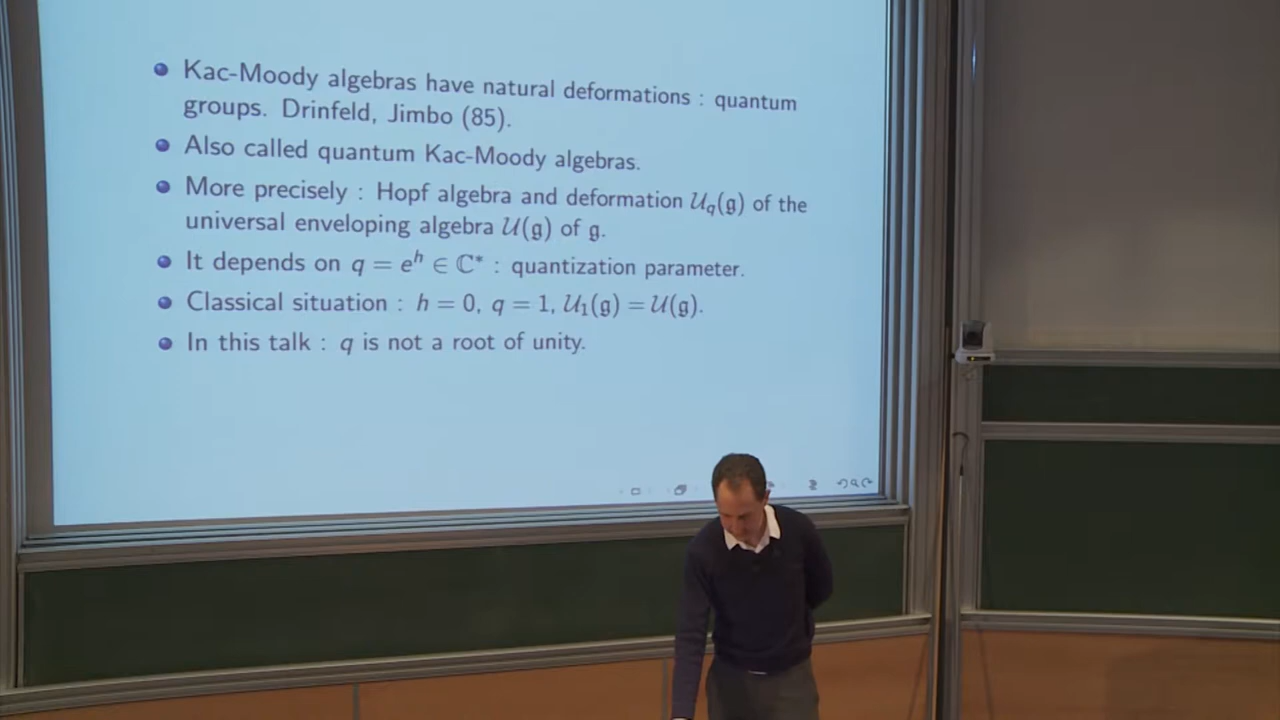 Kac-Moody algebras have natural deformations : quantum
groups. Drinfeld, Jimbo (85).
Also called quantum Kac-Moody algebras.
More precisely : Hopf algebra and deformation 𝒰_q(𝔤) of the
universal enveloping algebra 𝒰(𝔤) of 𝔤.
It depends on q = e^h ∈ ℂ* : quantization parameter.
Classical situation : h = 0, q = 1, 𝒰₁(𝔤) = 𝒰(𝔤).
In this talk : q is not a root of unity.